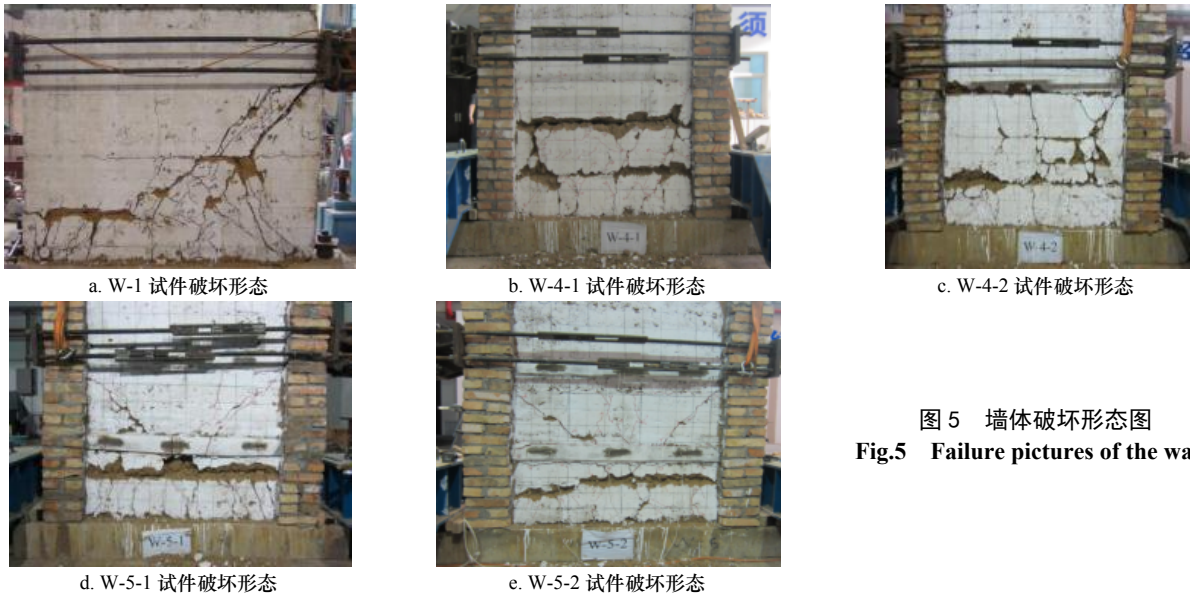 须
W-4-1
W-4-2
a. W-1 试件破坏形态
b. W-4-1 试件破坏形态
c. W-4-2 试件破坏形态
W-5-1
W-5-2
图 5 墙体破坏形态图
Fig.5 Failure pictures of the wa
d. W-5-1 试件破坏形态
e. W-5-2 试件破坏形态